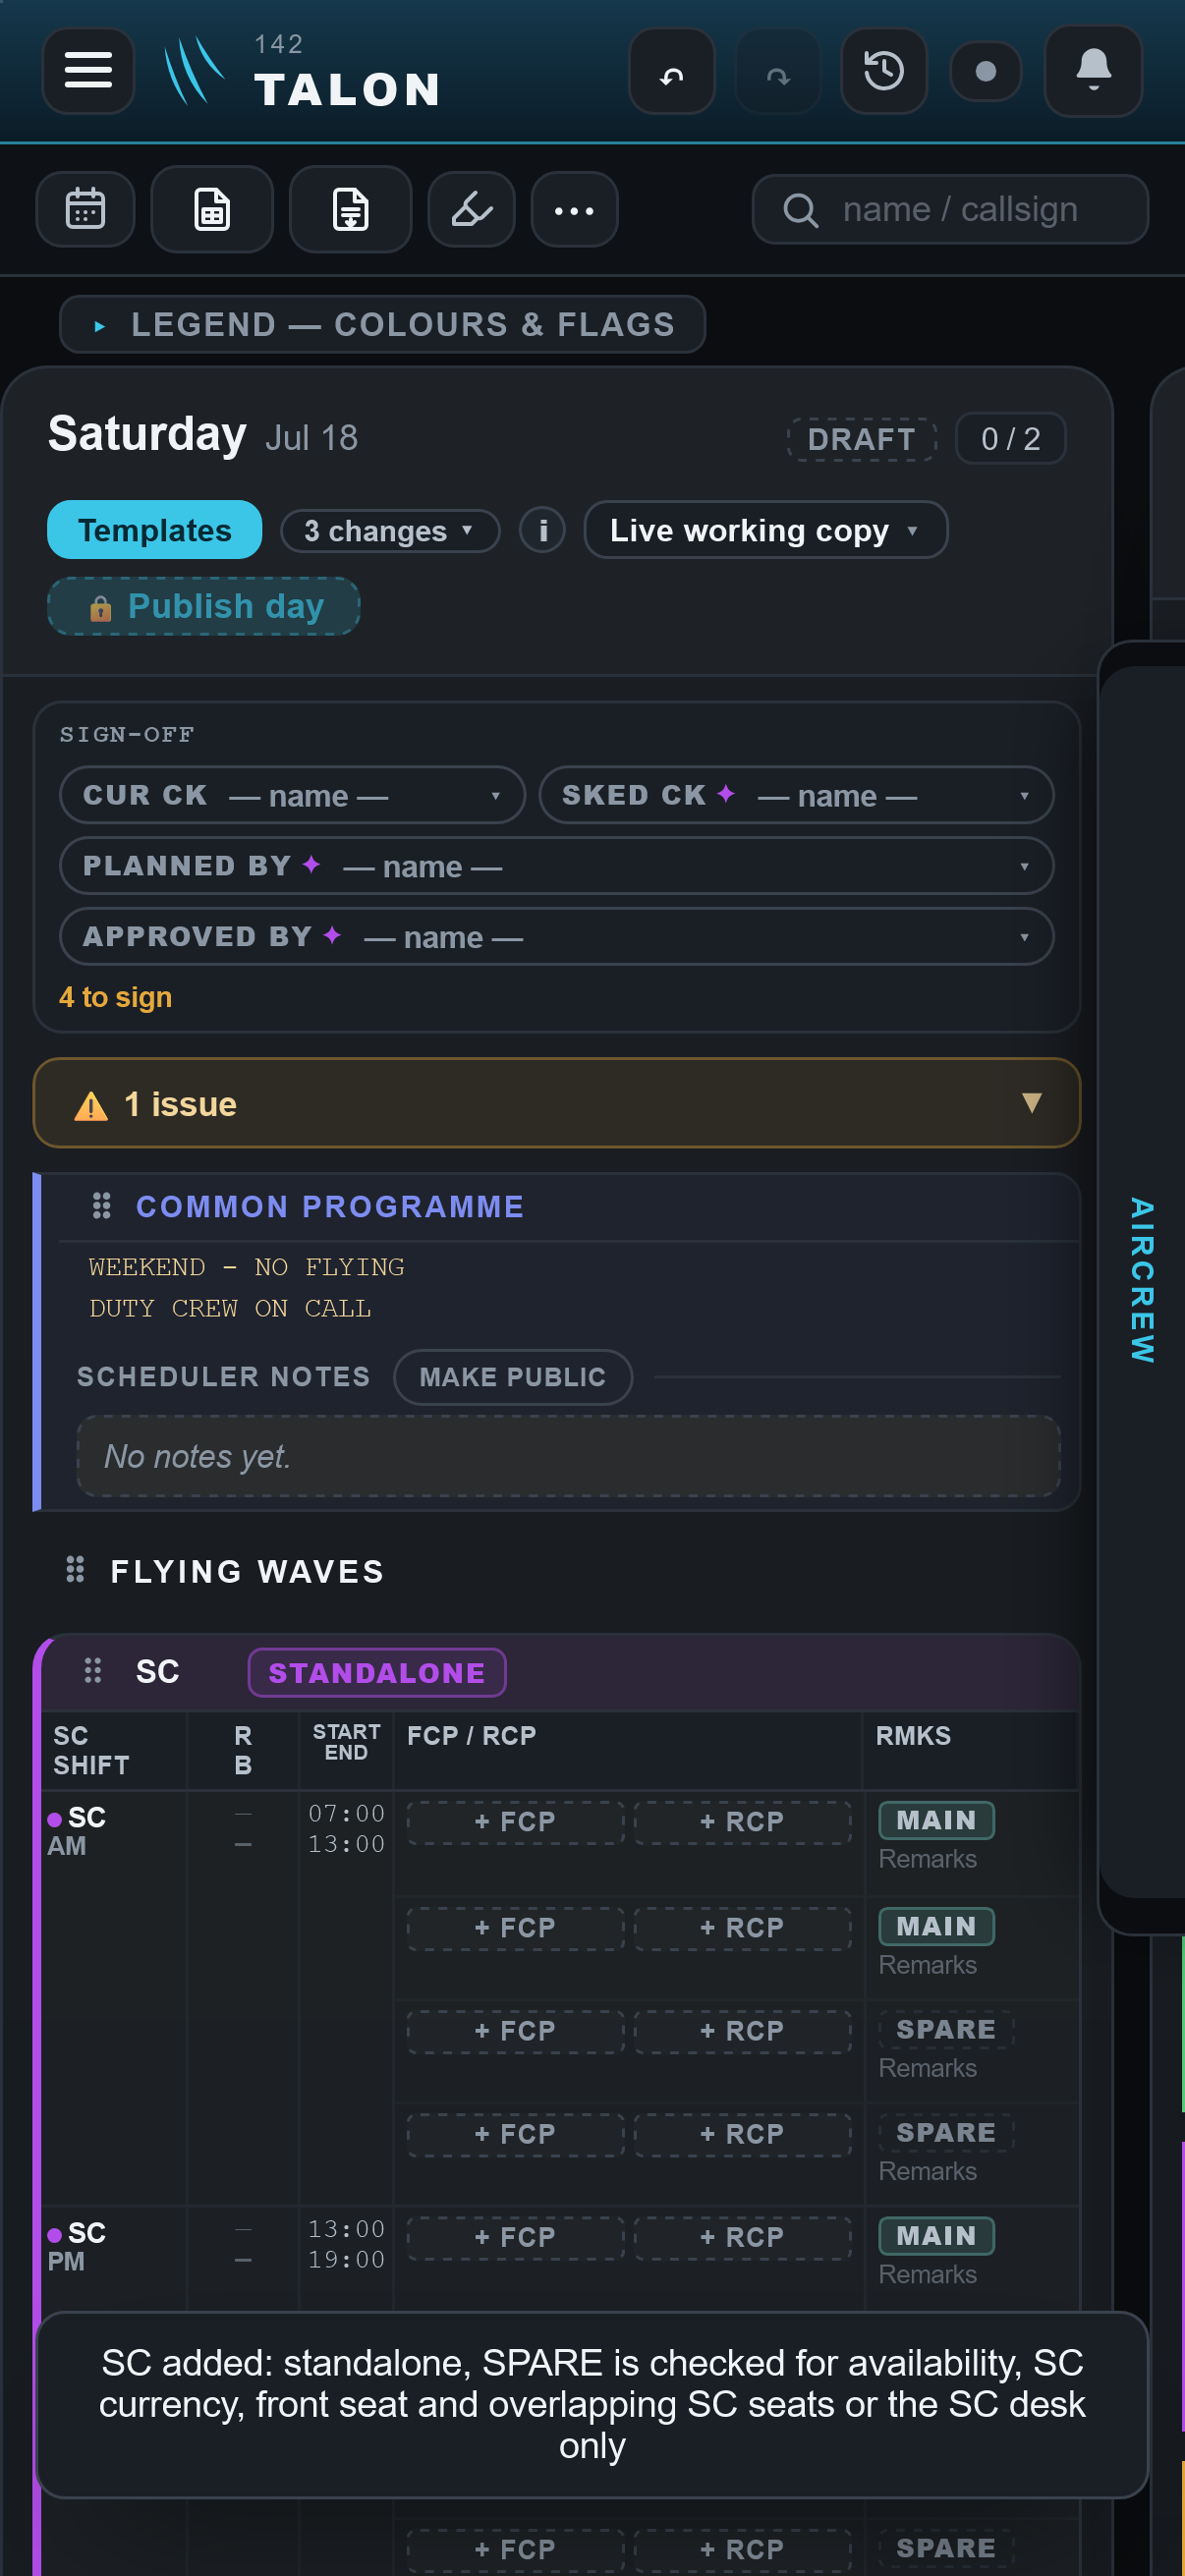 142
TALON
name / callsign
▸ LEGEND — COLOURS & FLAGS
Saturday Jul 18
DRAFT
0 / 2
Templates
3 changes ▾
i
Live working copy ▾
🔒 Publish day
SIGN-OFF
CUR CK — name — ▾
SKED CK ✦ — name — ▾
PLANNED BY ✦ — name — ▾
APPROVED BY ✦ — name — ▾
4 to sign
⚠️ 1 issue ▼
COMMON PROGRAMME
WEEKEND – NO FLYING
DUTY CREW ON CALL
SCHEDULER NOTES MAKE PUBLIC
No notes yet.
AIRCREW
FLYING WAVES
SC STANDALONE
SC
SHIFT
R
B
START
END
FCP / RCP
RMKS
SC
AM
—
—
07:00
13:00
+ FCP + RCP MAIN
Remarks
+ FCP + RCP MAIN
Remarks
+ FCP + RCP SPARE
Remarks
+ FCP + RCP SPARE
Remarks
SC
PM
—
—
13:00
19:00
+ FCP + RCP MAIN
Remarks
SC added: standalone, SPARE is checked for availability, SC
currency, front seat and overlapping SC seats or the SC desk
only
+ FCP + RCP SPARE